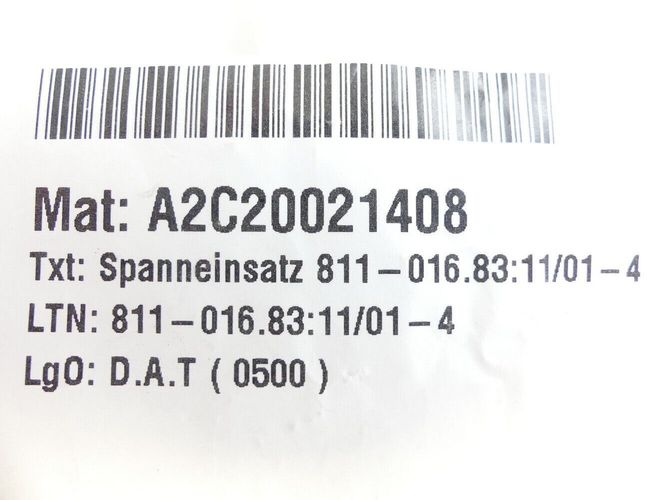 Mat: A2C20021408
Txt: Spanneinsatz 811-016.83:11/01-4
LTN: 811-016.83:11/01-4
LgO: D.A.T ( 0500 )